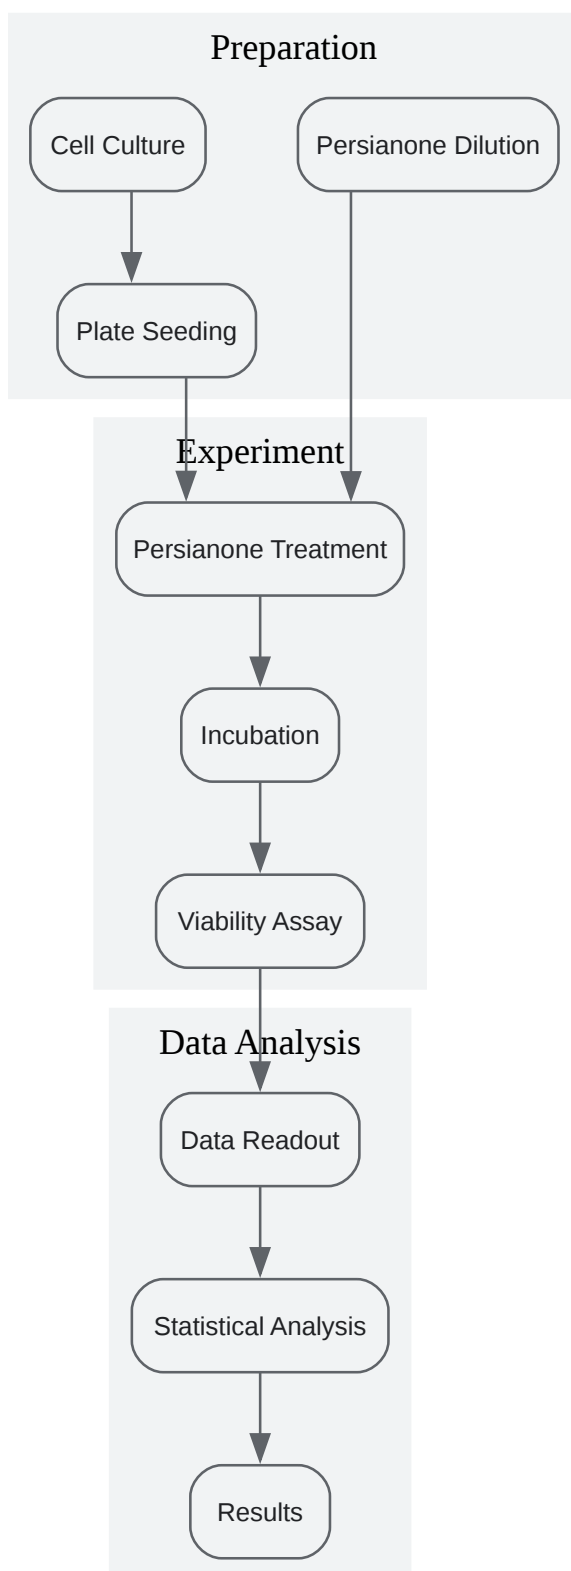 Preparation
Cell Culture
Persianone Dilution
Plate Seeding
Experiment
Persianone Treatment
Incubation
Viability Assay
Data Analysis
Data Readout
Statistical Analysis
Results